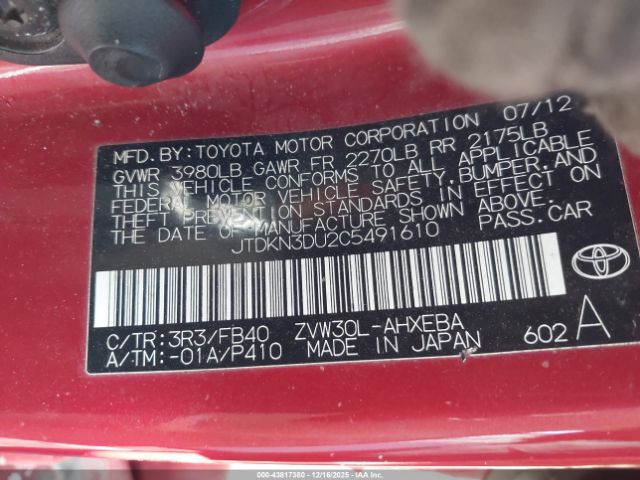 MFD. BY: TOYOTA MOTOR CORPORATION 07/12
GVWR 3980LB GAWR FR 2270LB RR 2175LB
THIS VEHICLE CONFORMS TO ALL APPLICABLE
FEDERAL MOTOR VEHICLE SAFETY, BUMPER, AND
THEFT PREVENTION STANDARDS IN EFFECT ON
THE DATE OF MANUFACTURE SHOWN ABOVE.
JTDKN3DU2C5491610 PASS.CAR
C/TR: 3R3/FB40 ZVW30L-AHXEBA
A/TM: -01A/P410 MADE IN JAPAN 602 A
000-43817380 - 12/16/2025 - IAA Inc.